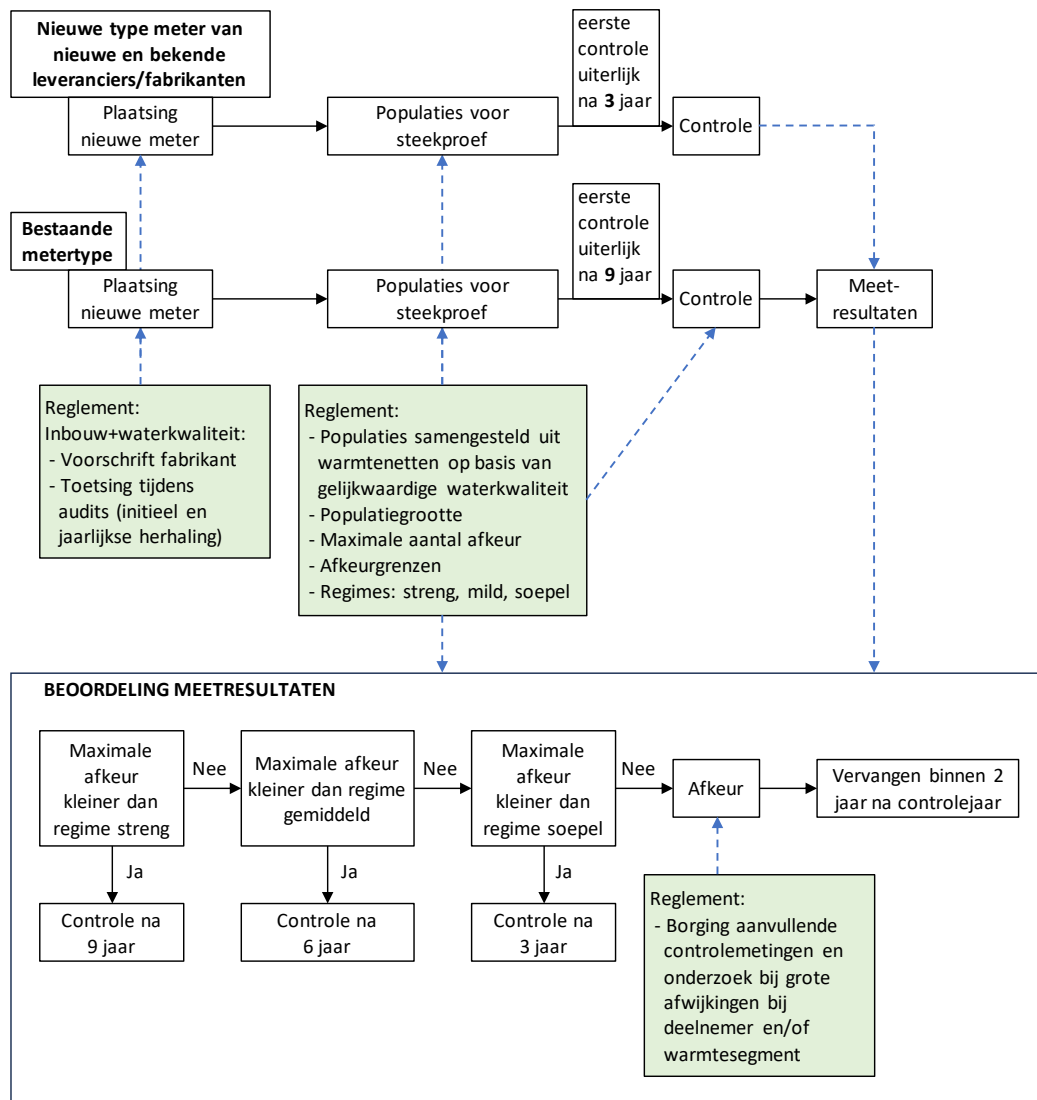 Nieuwe type meter van
nieuwe en bekende
leveranciers/fabrikanten
Plaatsing
nieuwe meter
Populaties voor
steekproef
eerste
controle
uiterlijk
na 3 jaar
Controle
Bestaande
metertype
Plaatsing
nieuwe meter
Populaties voor
steekproef
eerste
controle
uiterlijk
na 9 jaar
Controle
Meet-
resultaten
Reglement:
Inbouw+waterkwaliteit:
- Voorschrift fabrikant
- Toetsing tijdens
audits (initieel en
jaarlijkse herhaling)
Reglement:
- Populaties samengesteld uit
warmtenetten op basis van
gelijkwaardige waterkwaliteit
- Populatiegrootte
- Maximale aantal afkeur
- Afkeurgrenzen
- Regimes: streng, mild, soepel
BEOORDELING MEETRESULTATEN
Maximale
afkeur
kleiner dan
regime streng
Nee
Maximale afkeur
kleiner dan regime
gemiddeld
Nee
Maximale
afkeur
kleiner dan
regime soepel
Nee
Afkeur
Vervangen binnen 2
jaar na controlejaar
Ja
Ja
Ja
Controle na
9 jaar
Controle na
6 jaar
Controle na
3 jaar
Reglement:
- Borging aanvullende
controlemetingen en
onderzoek bij grote
afwijkingen bij
deelnemer en/of
warmtesegment